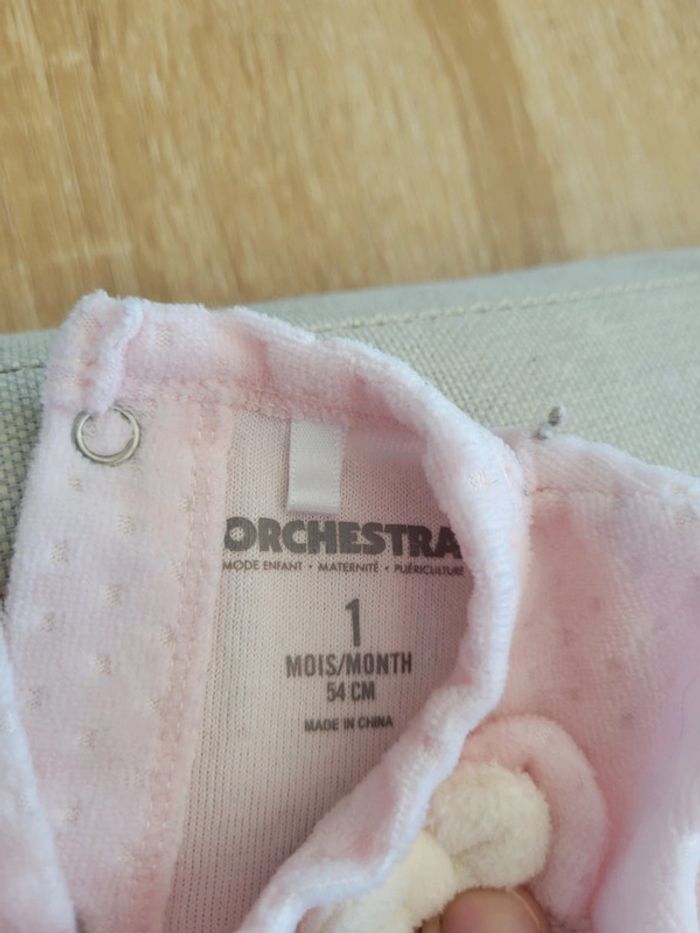 ORCHESTRA
MODE ENFANT • MATERNITÉ • PUÉRICULTURE
1
MOIS/MONTH
54 CM
MADE IN CHINA